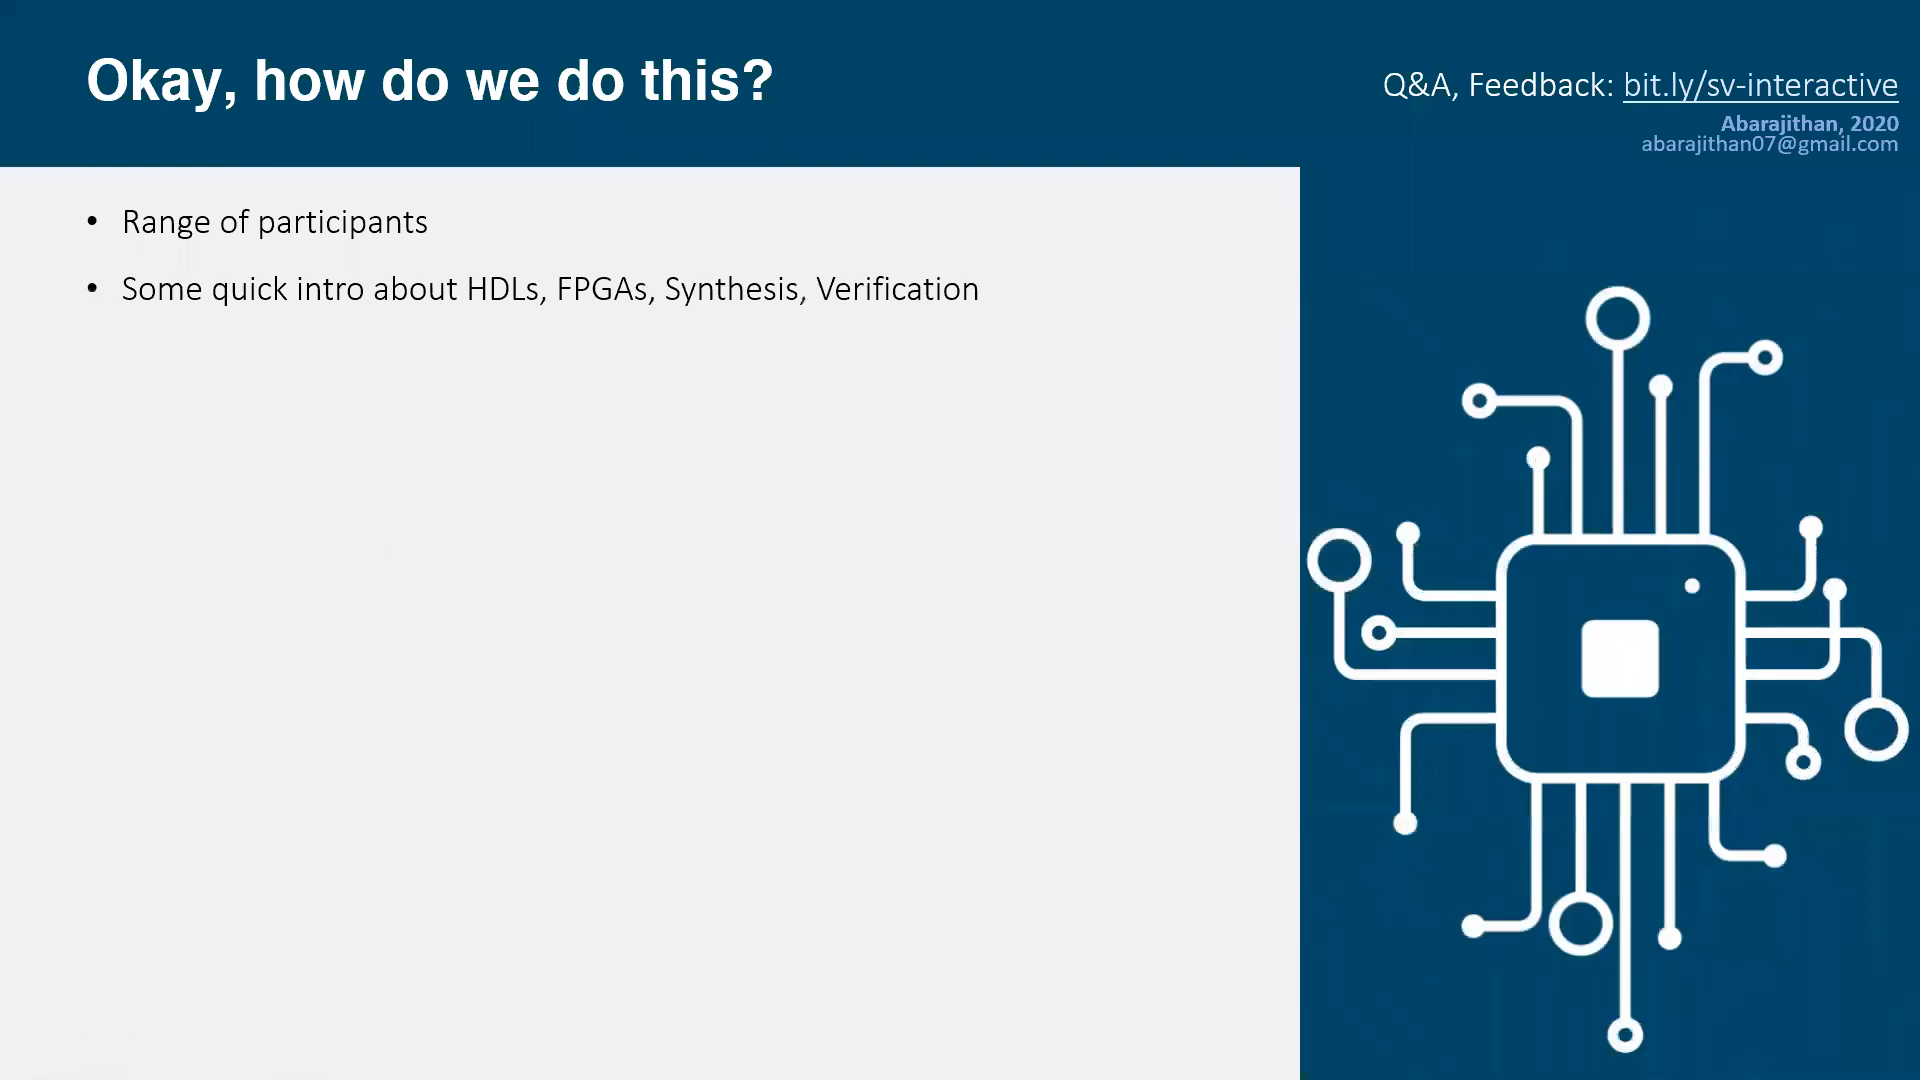 Okay, how do we do this?
Q&A, Feedback: bit.ly/sv-interactive
Abarajithan, 2020
abarajithan07@gmail.com
• Range of participants
• Some quick intro about HDLs, FPGAs, Synthesis, Verification